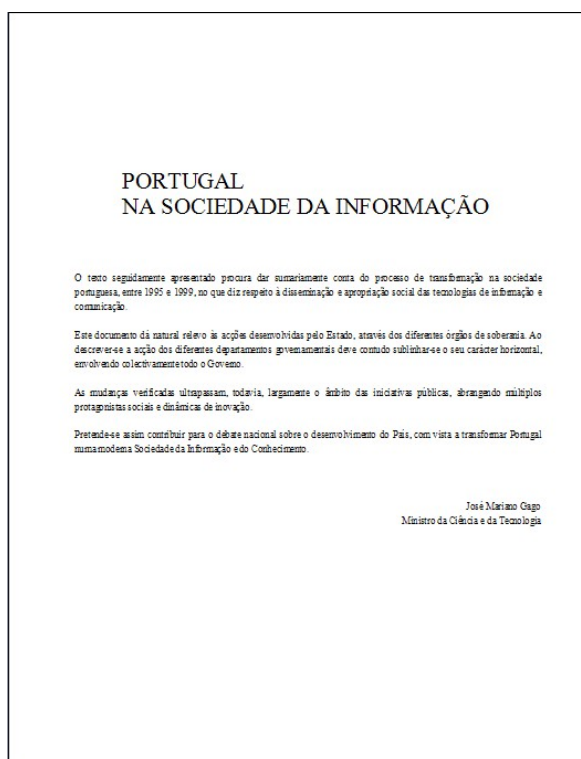 PORTUGAL
NA SOCIEDADE DA INFORMAÇÃO
O texto seguidamente apresentado procura dar sumariamente conta do processo de transformação na sociedade
portuguesa, entre 1995 e 1999, no que diz respeito à disseminação e apropriação social das tecnologias de informação e
comunicação.
Este documento dá natural relevo às acções desenvolvidas pelo Estado, através dos diferentes órgãos de soberania. Ao
descrever-se a acção dos diferentes departamentos governamentais deve contudo sublinhar-se o seu carácter horizontal,
envolvendo colectivamente todo o Governo.
As mudanças verificadas ultrapassam, todavia, largamente o âmbito das iniciativas públicas, abrangendo múltiplos
protagonistas sociais e dinâmicas de inovação.
Pretende-se assim contribuir para o debate nacional sobre o desenvolvimento do País, com vista a transformar Portugal
numa moderna Sociedade da Informação e do Conhecimento.
José Mariano Gago
Ministro da Ciência e da Tecnologia